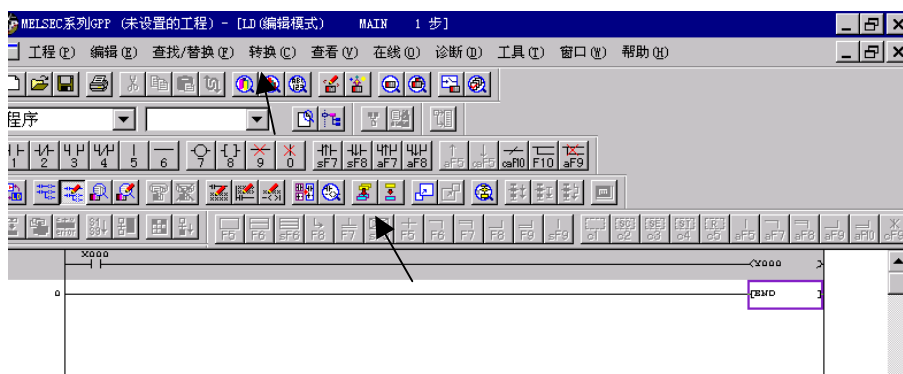 MELSEC系列GPP (未设置的工程) - [LD(编辑模式) MAIN 1 步]
工程(P) 编辑(E) 查找/替换(F) 转换(C) 查看(V) 在线(O) 诊断(D) 工具(T) 窗口(W) 帮助(H)
程序
1 2 3 4 5 6 7 8 9 0 sF7 sF8 aF7 aF8 aF5 caF5 caF10 F10 aF9
F5 F6 sF6 F8 F7 F5 F6 F7 F8 F9 sF9 c1 c2 c3 c4 c5 aF5 aF7 aF8 aF9 aF10 cF9
X000 Y000
0 END